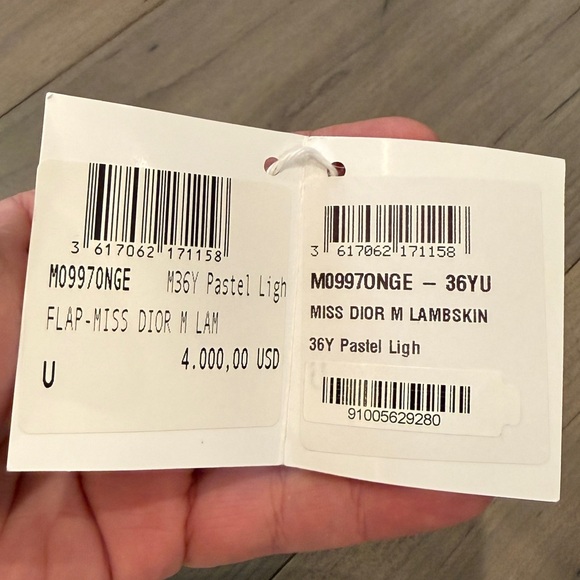 3 617062 171158
M0997ONGE M36Y Pastel Ligh
FLAP-MISS DIOR M LAM
4.000,00 USD
U
3 617062 171158
M0997ONGE – 36YU
MISS DIOR M LAMBSKIN
36Y Pastel Ligh
91005629280